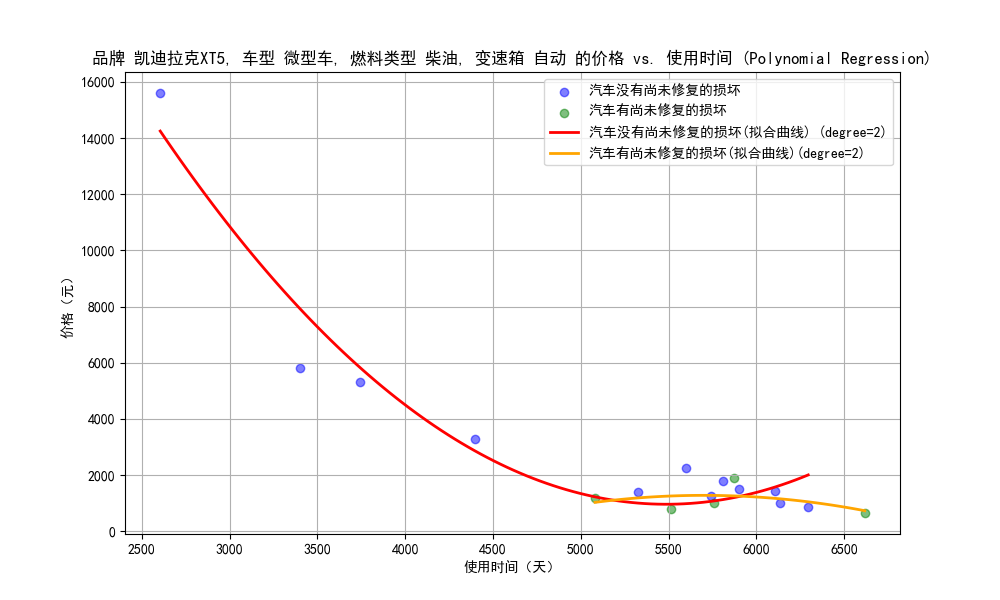 品牌 凯迪拉克XT5, 车型 微型车, 燃料类型 柴油, 变速箱 自动 的价格 vs. 使用时间 (Polynomial Regression)
汽车没有尚未修复的损坏
汽车有尚未修复的损坏
汽车没有尚未修复的损坏(拟合曲线) (degree=2)
汽车有尚未修复的损坏(拟合曲线)(degree=2)
价格（元）
16000
14000
12000
10000
8000
6000
4000
2000
0
2500 3000 3500 4000 4500 5000 5500 6000 6500
使用时间（天）